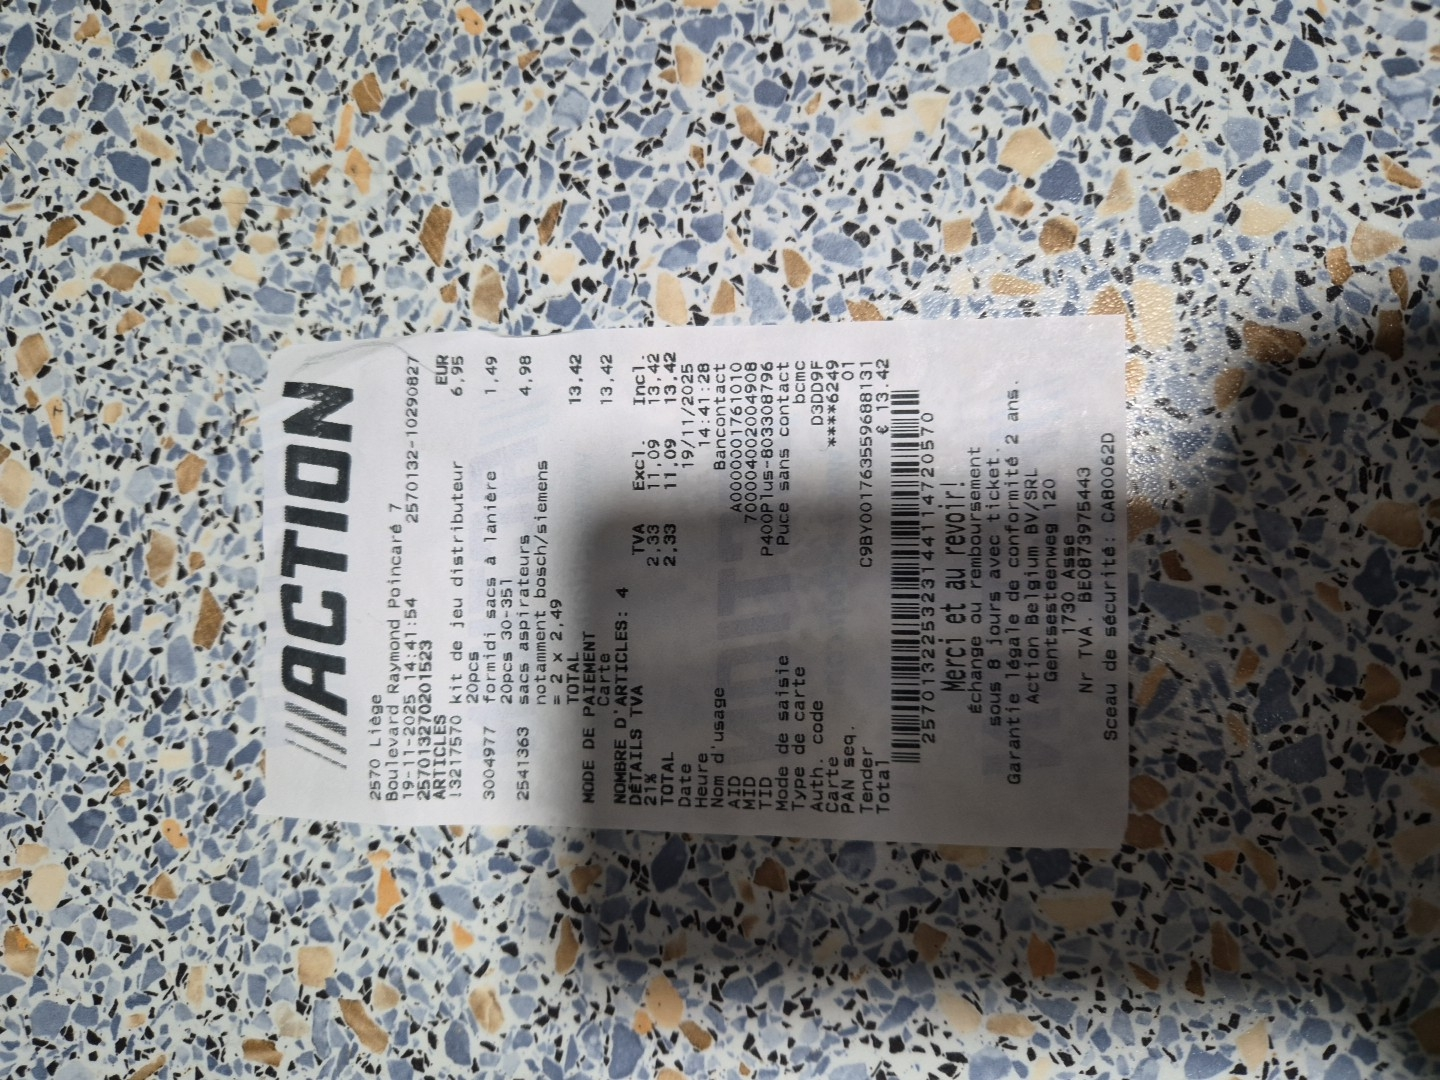 ACTION
2570 Liège
Boulevard Raymond Poincaré 7
19-11-2025 14:41:54 2570132-10290827
2570132702015​23
ARTICLES EUR
13217570 kit de jeu distributeur 6,95
20pcs
3004977 formidi sacs à lanière 1,49
20pcs 30-35l
2541363 sacs aspirateurs 4,98
notamment bosch/siemens
= 2 x 2,49
TOTAL 13,42
MODE DE PAIEMENT
Carte 13,42
NOMBRE D'ARTICLES: 4
DÉTAILS TVA TVA Excl. Incl.
21% 2,33 11,09 13,42
TOTAL 2,33 11,09 13,42
Date 19/11/2025
Heure 14:41:28
Nom d'usage Bancontact
AID A0000001761010
MID 700004002004908
TID P400Plus-803308796
Mode de saisie Puce sans contact
Type de carte bcmc
Auth. code D3DD9F
Carte ****6249
PAN seq. 01
Tender C9BY001763559688131
Total € 13.42
2570132253231441147205​70
Merci et au revoir!
Échange ou remboursement
sous 8 jours avec ticket.
Garantie légale de conformité 2 ans.
Action Belgium BV/SRL
Gentsesteenweg 120
1730 Asse
Nr TVA. BE0873975443
Sceau de sécurité: CAB0062D